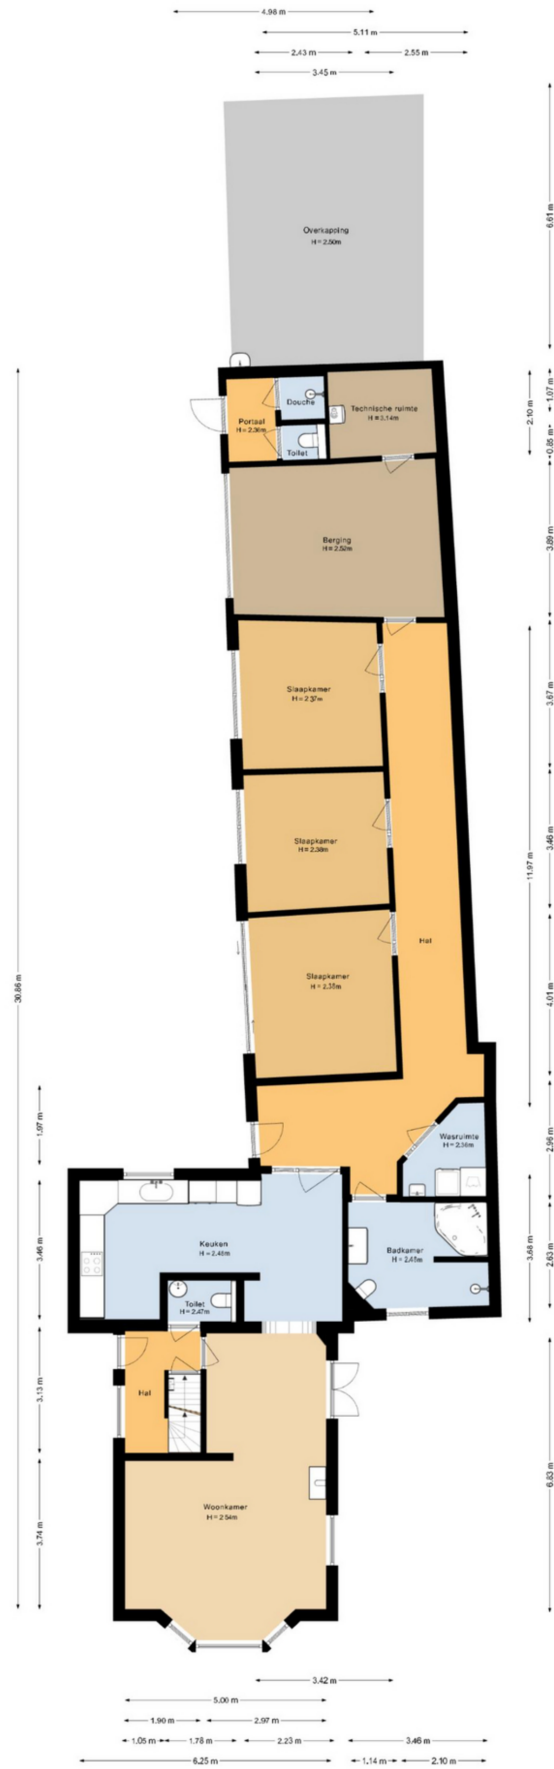 4.98 m
5.11 m
2.43 m
2.55 m
3.45 m
6.61 m
Overkapping
H = 2.50m
Douche
Portaal
H = 2.36m
Toilet
Technische ruimte
H = 3.14m
1.07 m
2.10 m
0.85 m
Berging
H = 2.52m
3.89 m
Slaapkamer
H = 2.37m
3.67 m
Slaapkamer
H = 2.38m
3.46 m
11.97 m
Hal
Slaapkamer
H = 2.38m
4.01 m
30.86 m
1.97 m
Wasruimte
2.96 m
Keuken
H = 2.48m
3.46 m
Badkamer
H = 2.48m
3.68 m
2.63 m
Toilet
H = 2.47m
Hal
3.13 m
6.83 m
Woonkamer
H = 2.54m
3.74 m
3.42 m
5.00 m
1.90 m
2.97 m
1.05 m
1.78 m
2.23 m
3.46 m
6.25 m
1.14 m
2.10 m